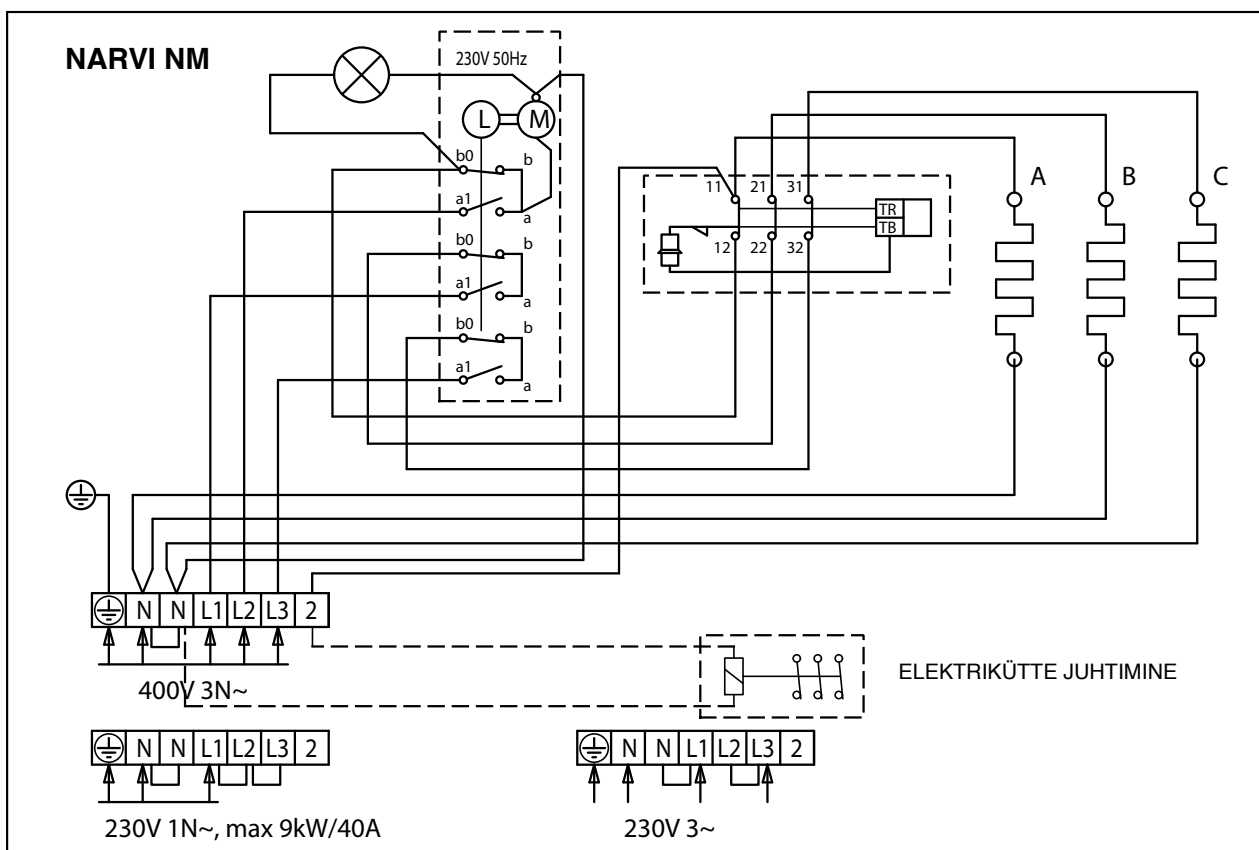 NARVI NM
230V 50Hz
L M
b0 b
a1 a
b0 b
a1 a
b0 b
a1 a
11 21 31
TR
TB
12 22 32
A B C
N N L1 L2 L3 2
400V 3N~
ELEKTRIKÜTTE JUHTIMINE
N N L1 L2 L3 2
230V 1N~, max 9kW/40A
N N L1 L2 L3 2
230V 3~